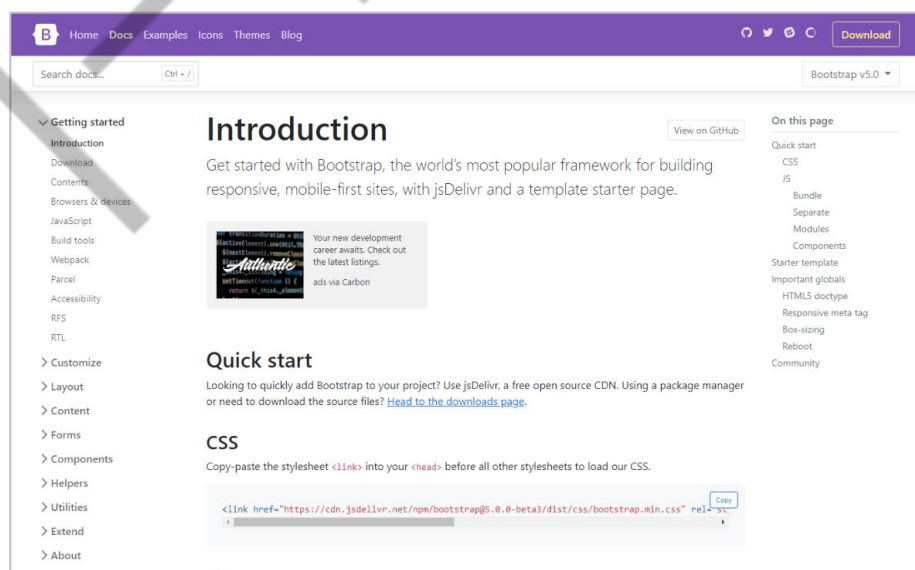 B Home Docs Examples Icons Themes Blog Download
Search docs... Ctrl + / Bootstrap v5.0
Getting started
Introduction
Download
Contents
Browsers & devices
JavaScript
Build tools
Webpack
Parcel
Accessibility
RFS
RTL
Customize
Layout
Content
Forms
Components
Helpers
Utilities
Extend
About
Introduction
View on GitHub
Get started with Bootstrap, the world's most popular framework for building
responsive, mobile-first sites, with jsDelivr and a template starter page.
Authentic
Your new development
career awaits. Check out
the latest listings.
ads via Carbon
Quick start
Looking to quickly add Bootstrap to your project? Use jsDelivr, a free open source CDN. Using a package manager
or need to download the source files? Head to the downloads page.
CSS
Copy-paste the stylesheet <link> into your <head> before all other stylesheets to load our CSS.
Copy
<link href="https://cdn.jsdelivr.net/npm/bootstrap@5.0.0-beta3/dist/css/bootstrap.min.css" rel=
On this page
Quick start
CSS
JS
Bundle
Separate
Modules
Components
Starter template
Important globals
HTML5 doctype
Responsive meta tag
Box-sizing
Reboot
Community